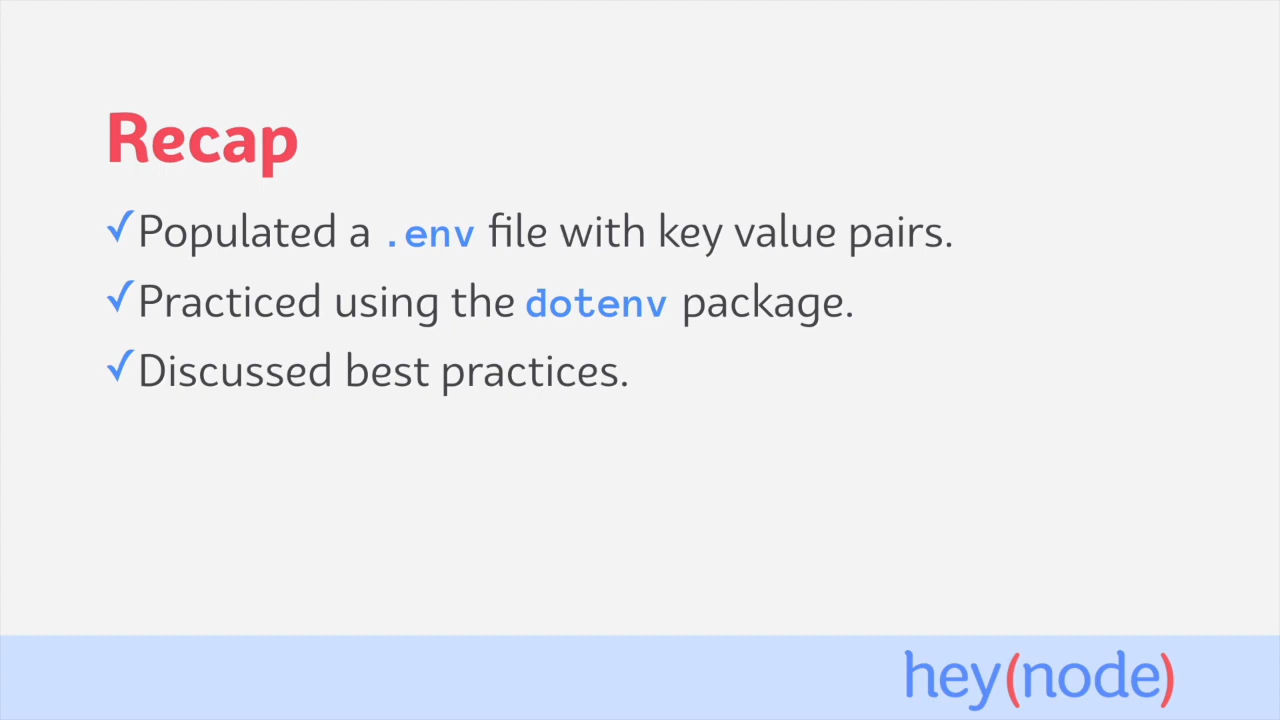 Recap
✓Populated a .env file with key value pairs.
✓Practiced using the dotenv package.
✓Discussed best practices.
hey(node)